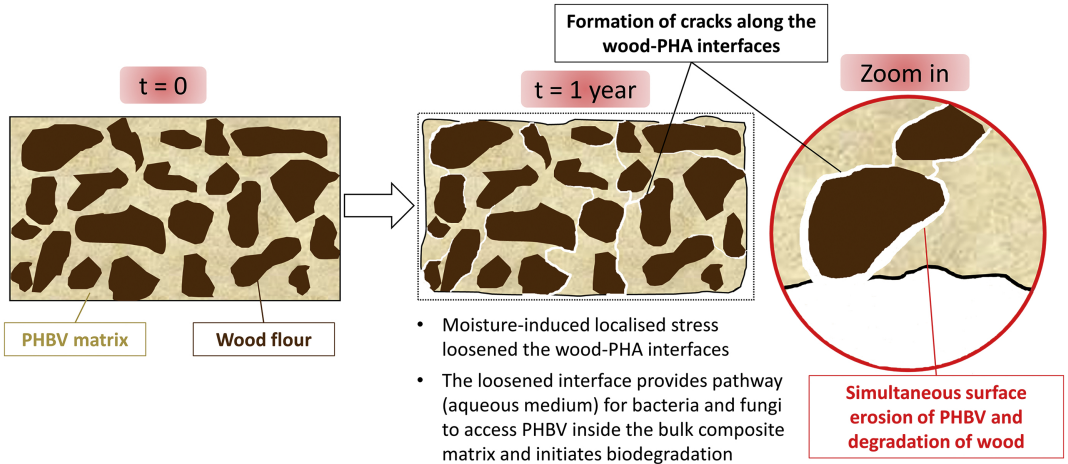 Formation of cracks along the
wood-PHA interfaces
t = 0
t = 1 year
Zoom in
PHBV matrix
Wood flour
• Moisture-induced localised stress
loosened the wood-PHA interfaces
• The loosened interface provides pathway
(aqueous medium) for bacteria and fungi
to access PHBV inside the bulk composite
matrix and initiates biodegradation
Simultaneous surface
erosion of PHBV and
degradation of wood